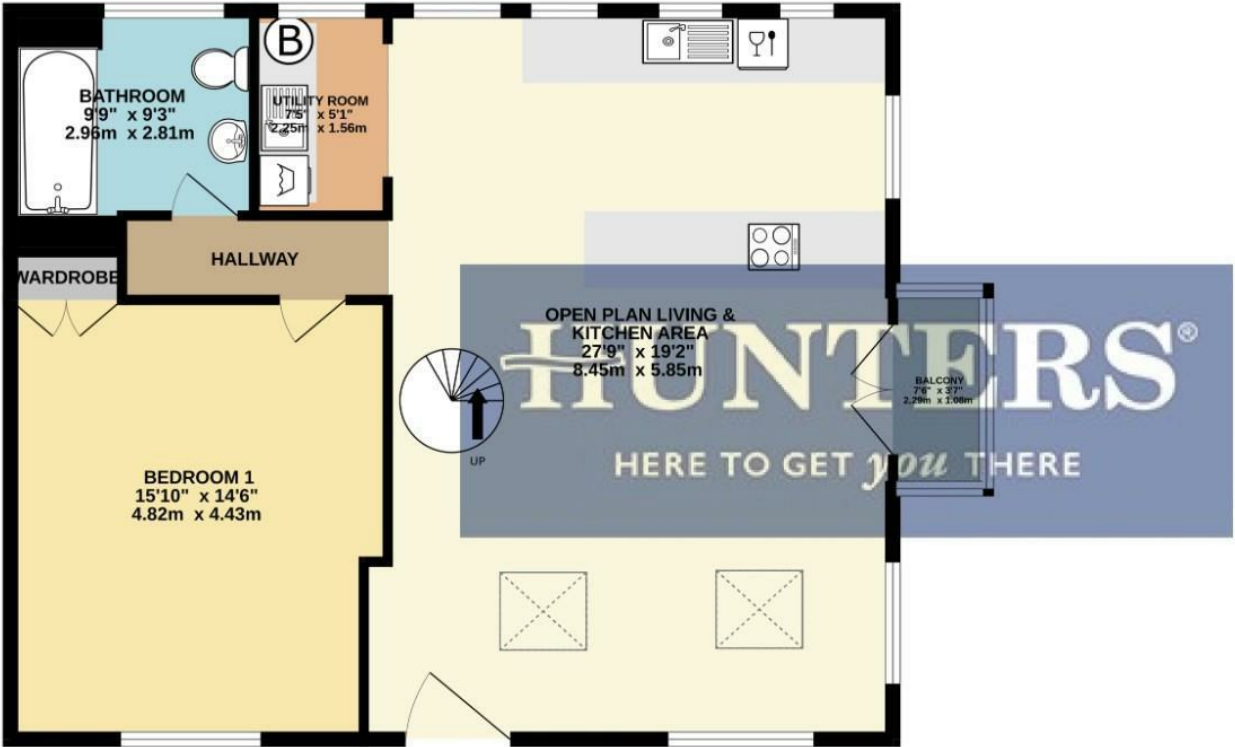 B
BATHROOM
9'9" x 9'3"
2.96m x 2.81m
UTILITY ROOM
7'5" x 5'1"
2.25m x 1.56m
HALLWAY
WARDROBE
OPEN PLAN LIVING &
KITCHEN AREA
27'9" x 19'2"
8.45m x 5.85m
HUNTERS®
HERE TO GET you THERE
BALCONY
7'6" x 3'7"
2.29m x 1.08m
UP
BEDROOM 1
15'10" x 14'6"
4.82m x 4.43m